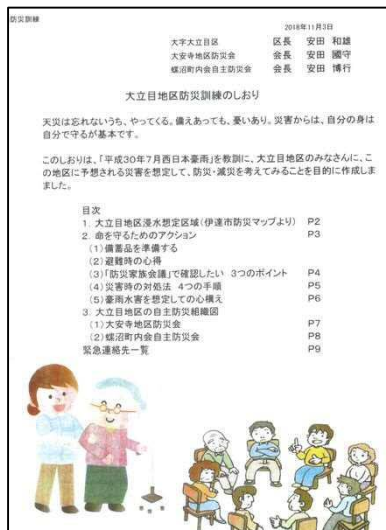 防災訓練
2018年11月3日
大字大立目区 区長 安田 和雄
大安寺地区防災会 会長 安田 國守
蝶沼町内会自主防災会 会長 安田 博行
大立目地区防災訓練のしおり
天災は忘れないうち、やってくる。備えあっても、憂いあり。災害からは、自分の身は
自分で守るが基本です。
このしおりは、「平成30年7月西日本豪雨」を教訓に、大立目地区のみなさんに、こ
の地区に予想される災害を想定して、防災・減災を考えてみることを目的に作成し
ました。
目次
1. 大立目地区浸水想定区域(伊達市防災マップより) P2
2. 命を守るためのアクション P3
(1)備蓄品を準備する
(2)避難時の心得
(3)「防災家族会議」で確認したい 3つのポイント P4
(4)災害時の対処法 4つの手順 P5
(5)豪雨水害を想定しての心構え P6
3. 大立目地区の自主防災組織図
(1)大安寺地区防災会 P7
(2)蝶沼町内会自主防災会 P8
緊急連絡先一覧 P9